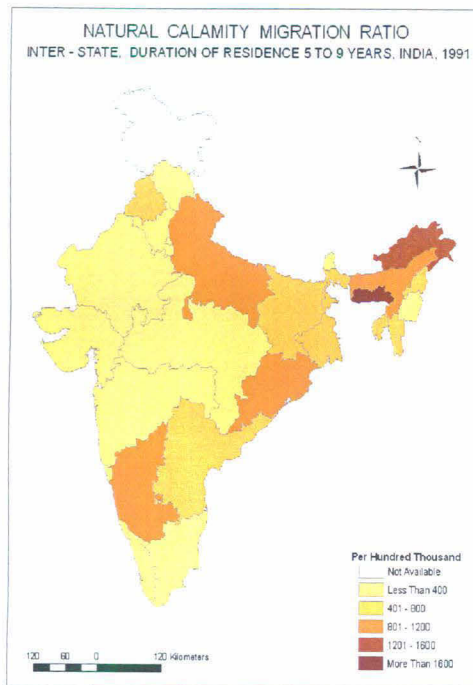 NATURAL CALAMITY MIGRATION RATIO
INTER - STATE, DURATION OF RESIDENCE 5 TO 9 YEARS, INDIA, 1991
Per Hundred Thousand
Not Available
Less Than 400
401 - 800
801 - 1200
1201 - 1600
More Than 1600
120 60 0 120 Kilometers